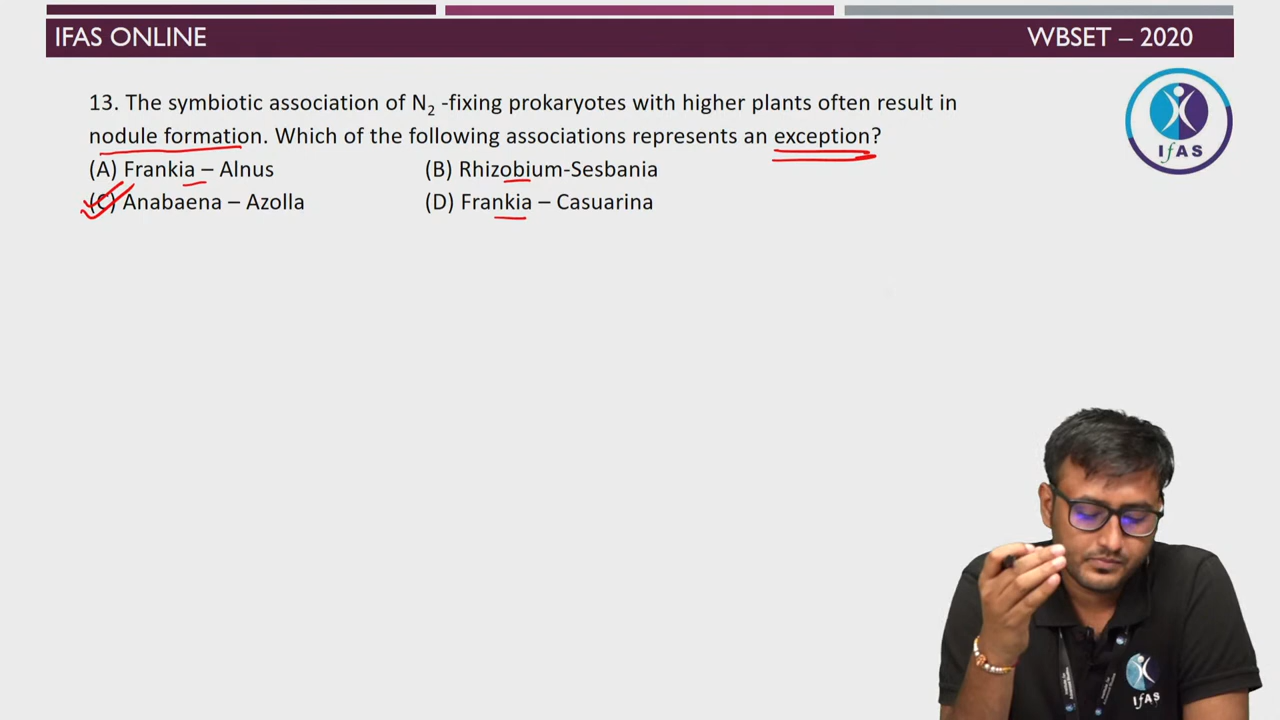 IFAS ONLINE
WBSET – 2020
13. The symbiotic association of N₂ -fixing prokaryotes with higher plants often result in
nodule formation. Which of the following associations represents an exception?
(A) Frankia – Alnus (B) Rhizobium-Sesbania
(C) Anabaena – Azolla (D) Frankia – Casuarina
IfAS
IfAS